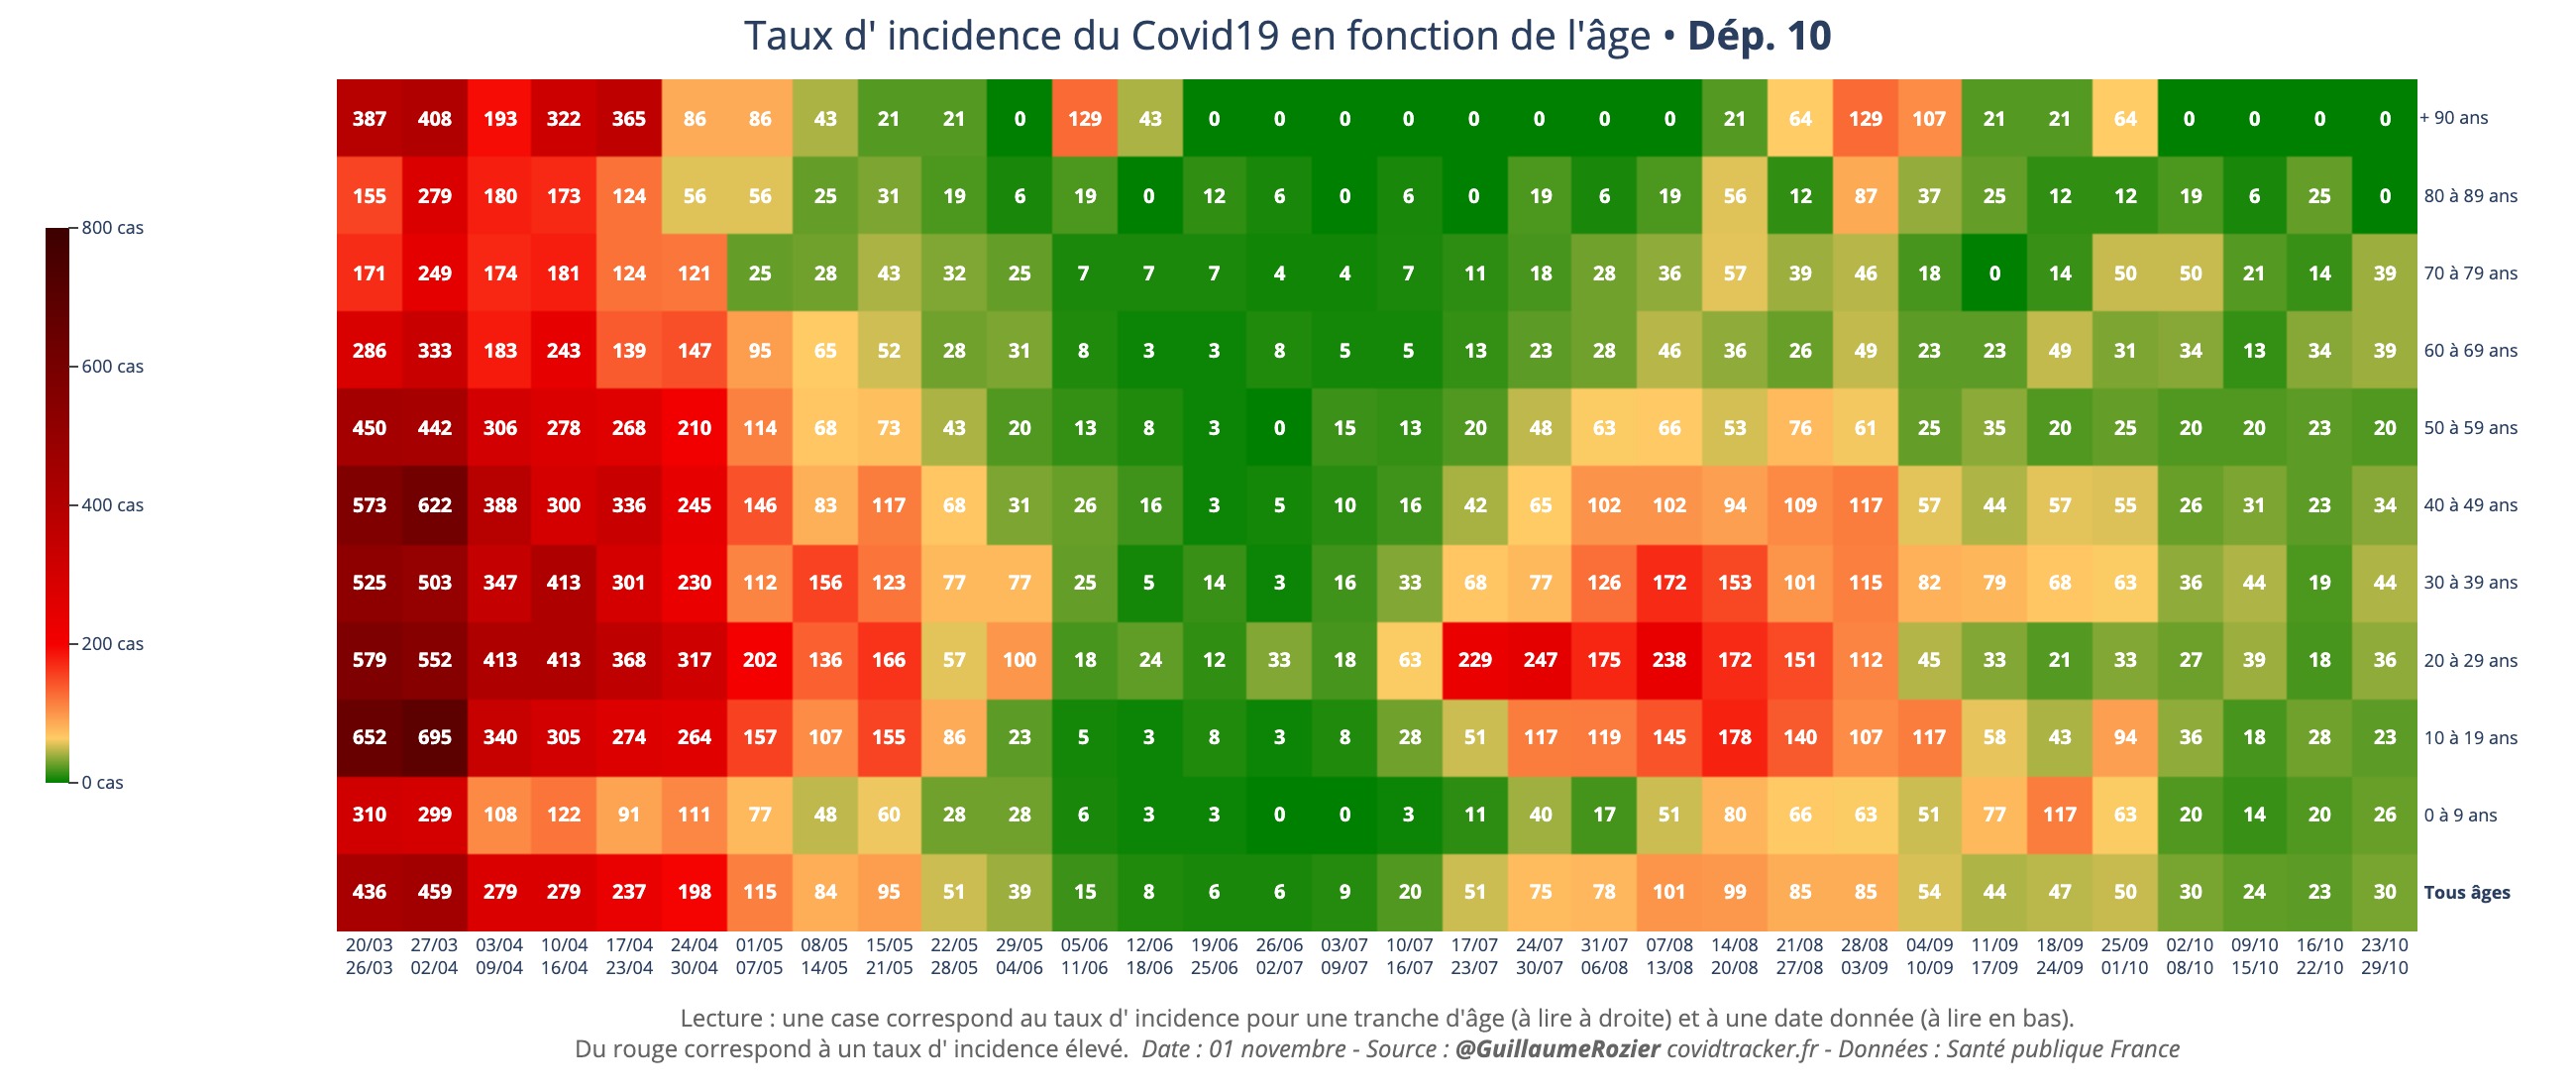 Taux d' incidence du Covid19 en fonction de l'âge • Dép. 10
387 408 193 322 365 86 86 43 21 21 0 129 43 0 0 0 0 0 0 0 0 21 64 129 107 21 21 64 0 0 0 0 + 90 ans
155 279 180 173 124 56 56 25 31 19 6 19 0 12 6 0 6 0 19 6 19 56 12 87 37 25 12 12 19 6 25 0 80 à 89 ans
800 cas
171 249 174 181 124 121 25 28 43 32 25 7 7 7 4 4 7 11 18 28 36 57 39 46 18 0 14 50 50 21 14 39 70 à 79 ans
286 333 183 243 139 147 95 65 52 28 31 8 3 3 8 5 5 13 23 28 46 36 26 49 23 23 49 31 34 13 34 39 60 à 69 ans
600 cas
450 442 306 278 268 210 114 68 73 43 20 13 8 3 0 15 13 20 48 63 66 53 76 61 25 35 20 25 20 20 23 20 50 à 59 ans
400 cas
573 622 388 300 336 245 146 83 117 68 31 26 16 3 5 10 16 42 65 102 102 94 109 117 57 44 57 55 26 31 23 34 40 à 49 ans
525 503 347 413 301 230 112 156 123 77 77 25 5 14 3 16 33 68 77 126 172 153 101 115 82 79 68 63 36 44 19 44 30 à 39 ans
200 cas
579 552 413 413 368 317 202 136 166 57 100 18 24 12 33 18 63 229 247 175 238 172 151 112 45 33 21 33 27 39 18 36 20 à 29 ans
652 695 340 305 274 264 157 107 155 86 23 5 3 8 3 8 28 51 117 119 145 178 140 107 117 58 43 94 36 18 28 23 10 à 19 ans
0 cas
310 299 108 122 91 111 77 48 60 28 28 6 3 3 0 0 3 11 40 17 51 80 66 63 51 77 117 63 20 14 20 26 0 à 9 ans
436 459 279 279 237 198 115 84 95 51 39 15 8 6 6 9 20 51 75 78 101 99 85 85 54 44 47 50 30 24 23 30 Tous âges
20/03 27/03 03/04 10/04 17/04 24/04 01/05 08/05 15/05 22/05 29/05 05/06 12/06 19/06 26/06 03/07 10/07 17/07 24/07 31/07 07/08 14/08 21/08 28/08 04/09 11/09 18/09 25/09 02/10 09/10 16/10 23/10
26/03 02/04 09/04 16/04 23/04 30/04 07/05 14/05 21/05 28/05 04/06 11/06 18/06 25/06 02/07 09/07 16/07 23/07 30/07 06/08 13/08 20/08 27/08 03/09 10/09 17/09 24/09 01/10 08/10 15/10 22/10 29/10
Lecture : une case correspond au taux d' incidence pour une tranche d'âge (à lire à droite) et à une date donnée (à lire en bas).
Du rouge correspond à un taux d' incidence élevé. Date : 01 novembre - Source : @GuillaumeRozier covidtracker.fr - Données : Santé publique France